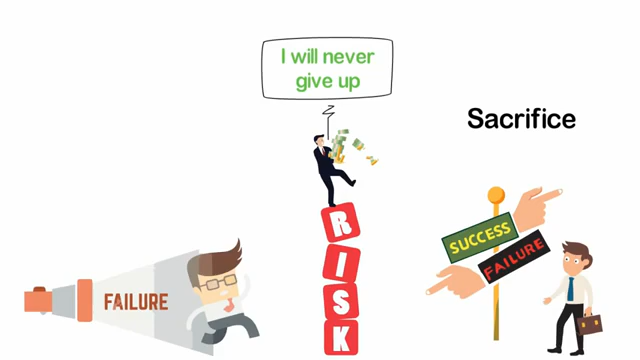 I will never
give up
Sacrifice
SUCCESS
FAILURE
FAILURE
R
I
S
K